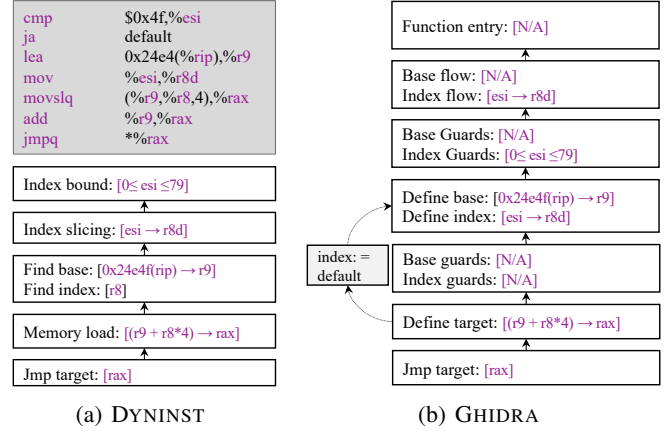 cmp $0x4f,%esi
ja default
lea 0x24e4(%rip),%r9
mov %esi,%r8d
movslq (%r9,%r8,4),%rax
add %r9,%rax
jmpq *%rax
Index bound: [0≤ esi ≤79]
Index slicing: [esi → r8d]
Find base: [0x24e4f(rip) → r9]
Find index: [r8]
Memory load: [(r9 + r8*4) → rax]
Jmp target: [rax]
(a) DYNINST
Function entry: [N/A]
Base flow: [N/A]
Index flow: [esi → r8d]
Base Guards: [N/A]
Index Guards: [0≤ esi ≤79]
Define base: [0x24e4f(rip) → r9]
Define index: [esi → r8d]
index: =
default
Base guards: [N/A]
Index guards: [N/A]
Define target: [(r9 + r8*4) → rax]
Jmp target: [rax]
(b) GHIDRA